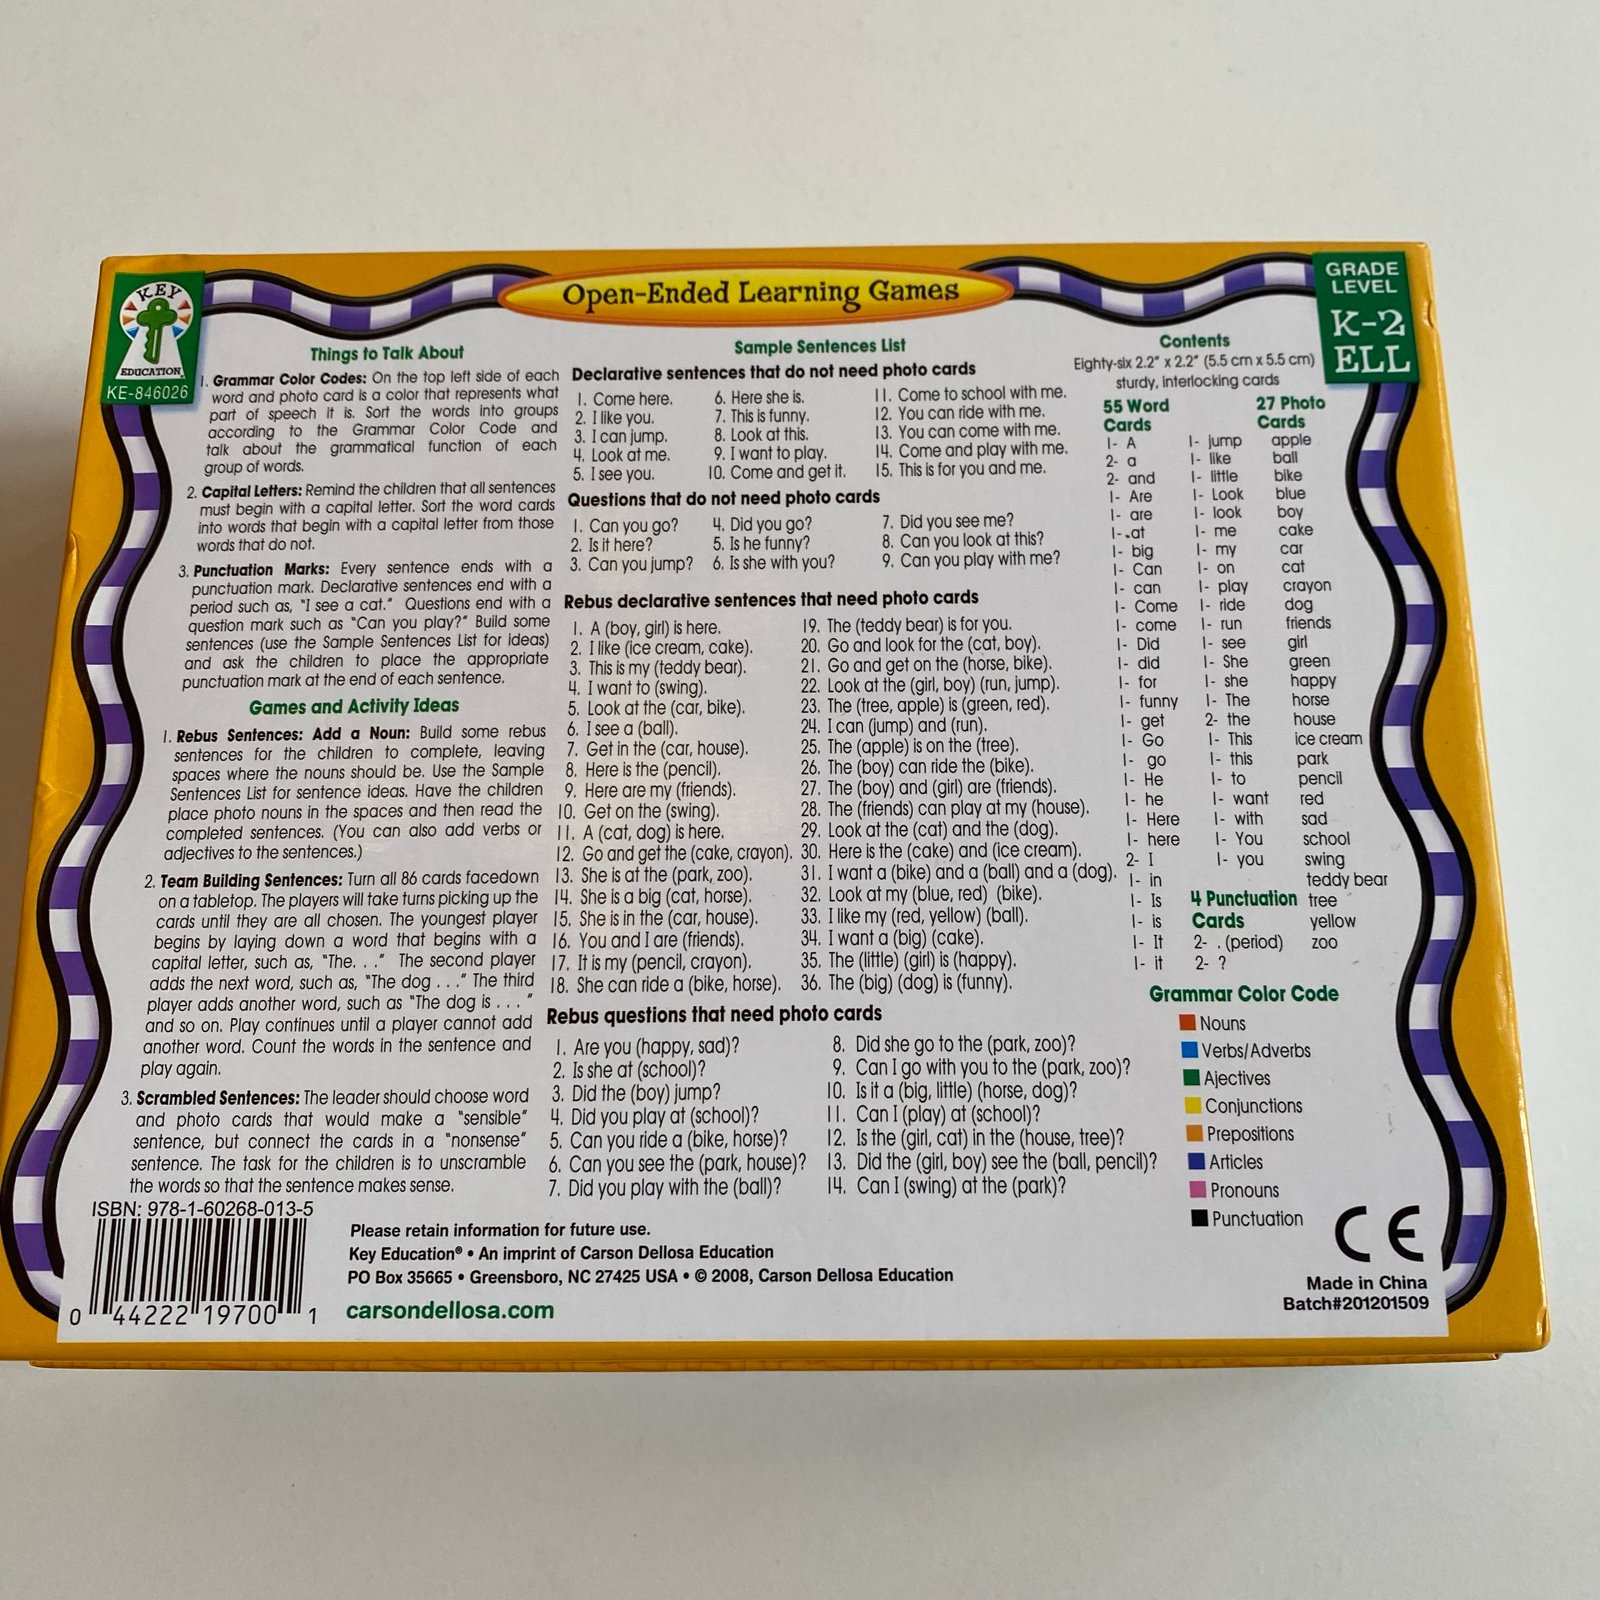 KEY
EDUCATION
KE-846026
Open-Ended Learning Games
GRADE
LEVEL
K-2
ELL
Things to Talk About
1. Grammar Color Codes: On the top left side of each
word and photo card is a color that represents what
part of speech it is. Sort the words into groups
according to the Grammar Color Code and
talk about the grammatical function of each
group of words.
2. Capital Letters: Remind the children that all sentences
must begin with a capital letter. Sort the word cards
into words that begin with a capital letter from those
words that do not.
3. Punctuation Marks: Every sentence ends with a
punctuation mark. Declarative sentences end with a
period such as, "I see a cat." Questions end with a
question mark such as "Can you play?" Build some
sentences (use the Sample Sentences List for ideas)
and ask the children to place the appropriate
punctuation mark at the end of each sentence.
Games and Activity Ideas
1. Rebus Sentences: Add a Noun: Build some rebus
sentences for the children to complete, leaving
spaces where the nouns should be. Use the Sample
Sentences List for sentence ideas. Have the children
place photo nouns in the spaces and then read the
completed sentences. (You can also add verbs or
adjectives to the sentences.)
2. Team Building Sentences: Turn all 86 cards facedown
on a tabletop. The players will take turns picking up the
cards until they are all chosen. The youngest player
begins by laying down a word that begins with a
capital letter, such as, "The. . ." The second player
adds the next word, such as, "The dog . . ." The third
player adds another word, such as "The dog is . . . "
and so on. Play continues until a player cannot add
another word. Count the words in the sentence and
play again.
3. Scrambled Sentences: The leader should choose word
and photo cards that would make a "sensible"
sentence, but connect the cards in a "nonsense"
sentence. The task for the children is to unscramble
the words so that the sentence makes sense.
Sample Sentences List
Declarative sentences that do not need photo cards
1. Come here.
2. I like you.
3. I can jump.
4. Look at me.
5. I see you.
6. Here she is.
7. This is funny.
8. Look at this.
9. I want to play.
10. Come and get it.
11. Come to school with me.
12. You can ride with me.
13. You can come with me.
14. Come and play with me.
15. This is for you and me.
Questions that do not need photo cards
1. Can you go?
2. Is it here?
3. Can you jump?
4. Did you go?
5. Is he funny?
6. Is she with you?
7. Did you see me?
8. Can you look at this?
9. Can you play with me?
Rebus declarative sentences that need photo cards
1. A (boy, girl) is here.
2. I like (ice cream, cake).
3. This is my (teddy bear).
4. I want to (swing).
5. Look at the (car, bike).
6. I see a (ball).
7. Get in the (car, house).
8. Here is the (pencil).
9. Here are my (friends).
10. Get on the (swing).
11. A (cat, dog) is here.
12. Go and get the (cake, crayon).
13. She is at the (park, zoo).
14. She is a big (cat, horse).
15. She is in the (car, house).
16. You and I are (friends).
17. It is my (pencil, crayon).
18. She can ride a (bike, horse).
19. The (teddy bear) is for you.
20. Go and look for the (cat, boy).
21. Go and get on the (horse, bike).
22. Look at the (girl, boy) (run, jump).
23. The (tree, apple) is (green, red).
24. I can (jump) and (run).
25. The (apple) is on the (tree).
26. The (boy) can ride the (bike).
27. The (boy) and (girl) are (friends).
28. The (friends) can play at my (house).
29. Look at the (cat) and the (dog).
30. Here is the (cake) and (ice cream).
31. I want a (bike) and a (ball) and a (dog).
32. Look at my (blue, red) (bike).
33. I like my (red, yellow) (ball).
34. I want a (big) (cake).
35. The (little) (girl) is (happy).
36. The (big) (dog) is (funny).
Rebus questions that need photo cards
1. Are you (happy, sad)?
2. Is she at (school)?
3. Did the (boy) jump?
4. Did you play at (school)?
5. Can you ride a (bike, horse)?
6. Can you see the (park, house)?
7. Did you play with the (ball)?
8. Did she go to the (park, zoo)?
9. Can I go with you to the (park, zoo)?
10. Is it a (big, little) (horse, dog)?
11. Can I (play) at (school)?
12. Is the (girl, cat) in the (house, tree)?
13. Did the (girl, boy) see the (ball, pencil)?
14. Can I (swing) at the (park)?
Contents
Eighty-six 2.2" x 2.2" (5.5 cm x 5.5 cm)
sturdy, interlocking cards
55 Word
Cards
1- A
2- a
2- and
1- Are
1- are
1- at
1- big
1- Can
1- can
1- Come
1- come
1- Did
1- did
1- for
1- funny
1- get
1- Go
1- go
1- He
1- he
1- Here
1- here
2- I
1- in
1- Is
1- is
1- It
1- it
1- jump
1- like
1- little
1- Look
1- look
1- me
1- my
1- on
1- play
1- ride
1- run
1- see
1- She
1- she
1- The
2- the
1- This
1- this
1- to
1- want
1- with
1- You
1- you
4 Punctuation
Cards
2- . (period)
2- ?
27 Photo
Cards
apple
ball
bike
blue
boy
cake
car
cat
crayon
dog
friends
girl
green
happy
horse
house
ice cream
park
pencil
red
sad
school
swing
teddy bear
tree
yellow
zoo
Grammar Color Code
Nouns
Verbs/Adverbs
Ajectives
Conjunctions
Prepositions
Articles
Pronouns
Punctuation
ISBN: 978-1-60268-013-5
0 44222 19700 1
Please retain information for future use.
Key Education® • An imprint of Carson Dellosa Education
PO Box 35665 • Greensboro, NC 27425 USA • © 2008, Carson Dellosa Education
carsondellosa.com
CE
Made in China
Batch#201201509